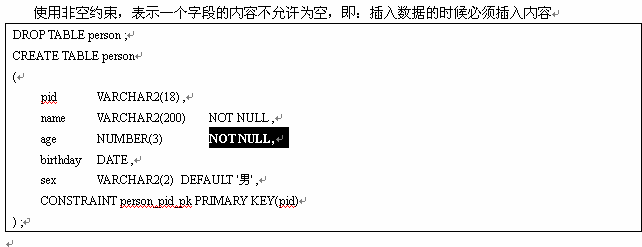 使用非空约束，表示一个字段的内容不允许为空，即：插入数据的时候必须插入内容
DROP TABLE person ;
CREATE TABLE person
(
pid VARCHAR2(18) ,
name VARCHAR2(200) NOT NULL ,
age NUMBER(3) NOT NULL ,
birthday DATE ,
sex VARCHAR2(2) DEFAULT '男' ,
CONSTRAINT person_pid_pk PRIMARY KEY(pid)
) ;